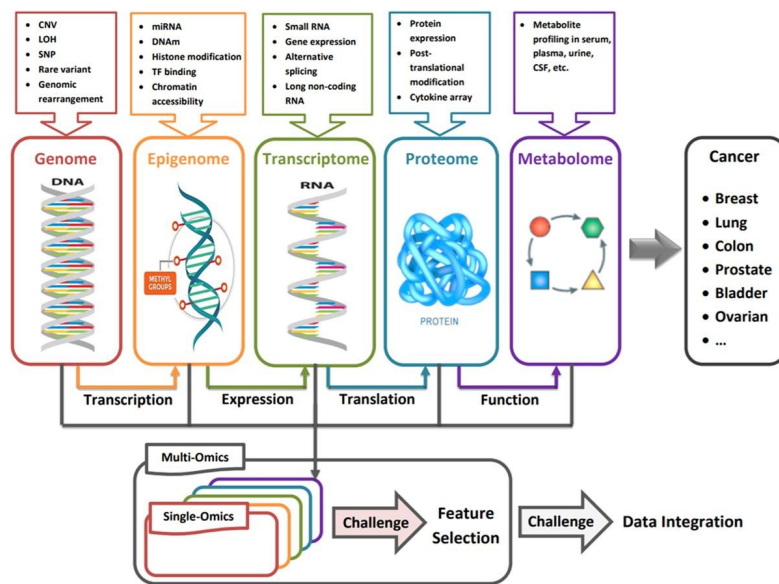 • CNV
• LOH
• SNP
• Rare variant
• Genomic
rearrangement
• miRNA
• DNAm
• Histone modification
• TF binding
• Chromatin
accessibility
• Small RNA
• Gene expression
• Alternative
splicing
• Long non-coding
RNA
• Protein
expression
• Post-
translational
modification
• Cytokine array
• Metabolite
profiling in serum,
plasma, urine,
CSF, etc.
Genome
DNA
Epigenome
METHYL
GROUPS
Transcriptome
RNA
Proteome
PROTEIN
Metabolome
Cancer
• Breast
• Lung
• Colon
• Prostate
• Bladder
• Ovarian
• ...
Transcription
Expression
Translation
Function
Multi-Omics
Single-Omics
Challenge
Feature
Selection
Challenge
Data Integration